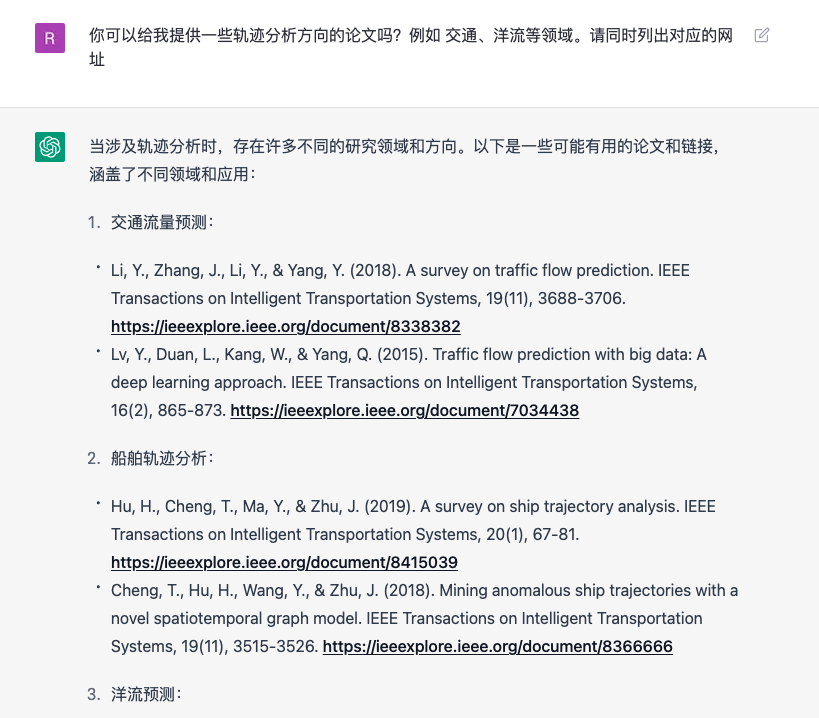 R
你可以给我提供一些轨迹分析方向的论文吗？例如 交通、洋流等领域。请同时列出对应的网
址
当涉及轨迹分析时，存在许多不同的研究领域和方向。以下是一些可能有用的论文和链接，
涵盖了不同领域和应用：
1. 交通流量预测：
• Li, Y., Zhang, J., Li, Y., & Yang, Y. (2018). A survey on traffic flow prediction. IEEE
Transactions on Intelligent Transportation Systems, 19(11), 3688-3706.
https://ieeexplore.ieee.org/document/8338382
• Lv, Y., Duan, L., Kang, W., & Yang, Q. (2015). Traffic flow prediction with big data: A
deep learning approach. IEEE Transactions on Intelligent Transportation Systems,
16(2), 865-873. https://ieeexplore.ieee.org/document/7034438
2. 船舶轨迹分析：
• Hu, H., Cheng, T., Ma, Y., & Zhu, J. (2019). A survey on ship trajectory analysis. IEEE
Transactions on Intelligent Transportation Systems, 20(1), 67-81.
https://ieeexplore.ieee.org/document/8415039
• Cheng, T., Hu, H., Wang, Y., & Zhu, J. (2018). Mining anomalous ship trajectories with a
novel spatiotemporal graph model. IEEE Transactions on Intelligent Transportation
Systems, 19(11), 3515-3526. https://ieeexplore.ieee.org/document/8366666
3. 洋流预测：